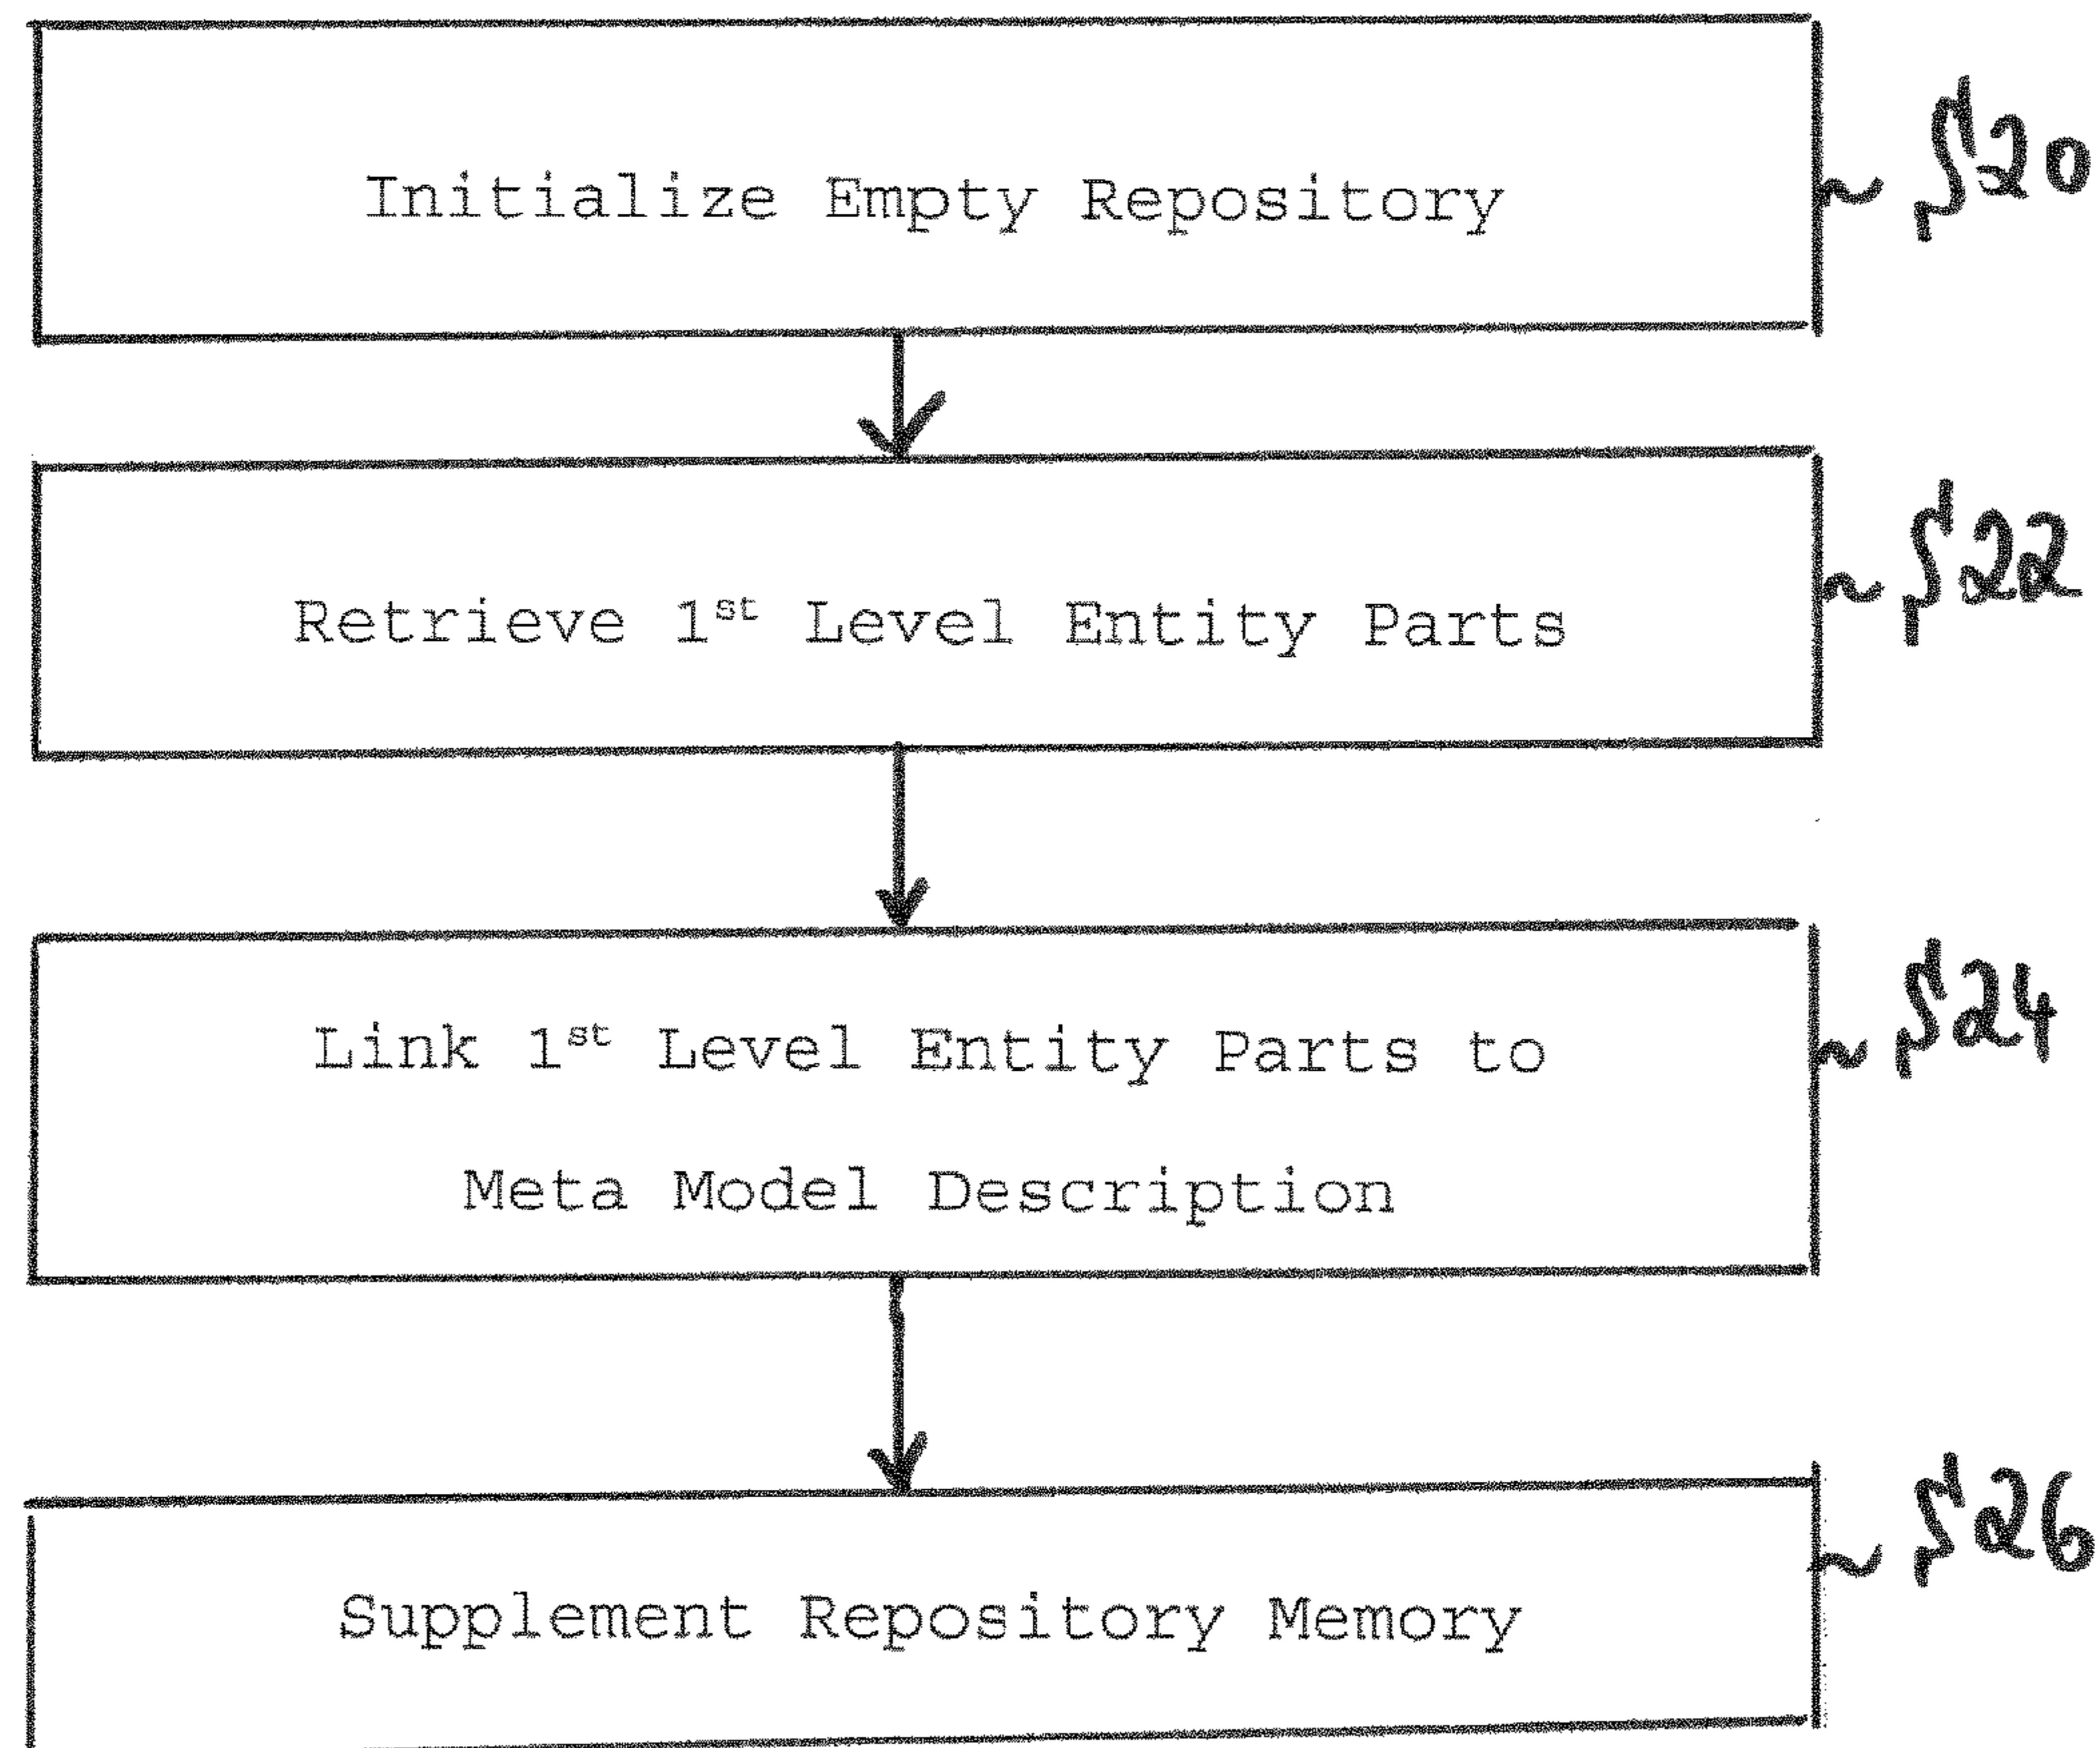 Initialize Empty Repository
S20
Retrieve 1st Level Entity Parts
S22
Link 1st Level Entity Parts to
S24
Meta Model Description
Supplement Repository Memory
S26